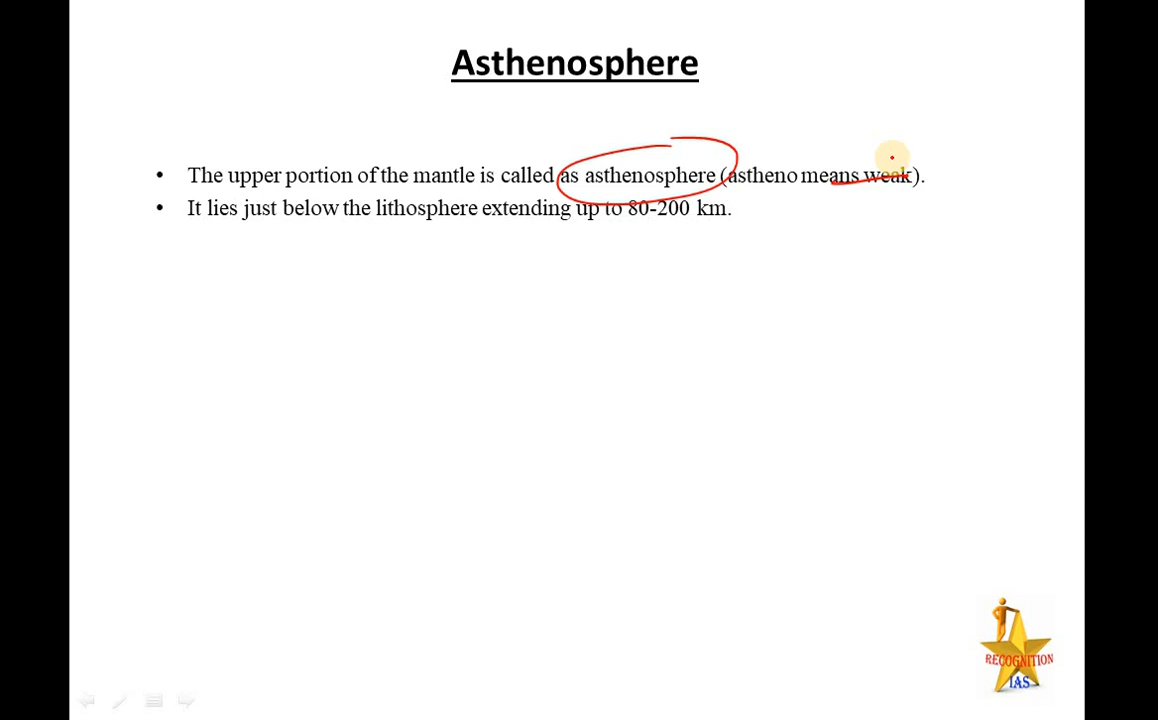 Asthenosphere
• The upper portion of the mantle is called as asthenosphere (astheno means weak).
• It lies just below the lithosphere extending up to 80-200 km.
RECOGNITION
IAS